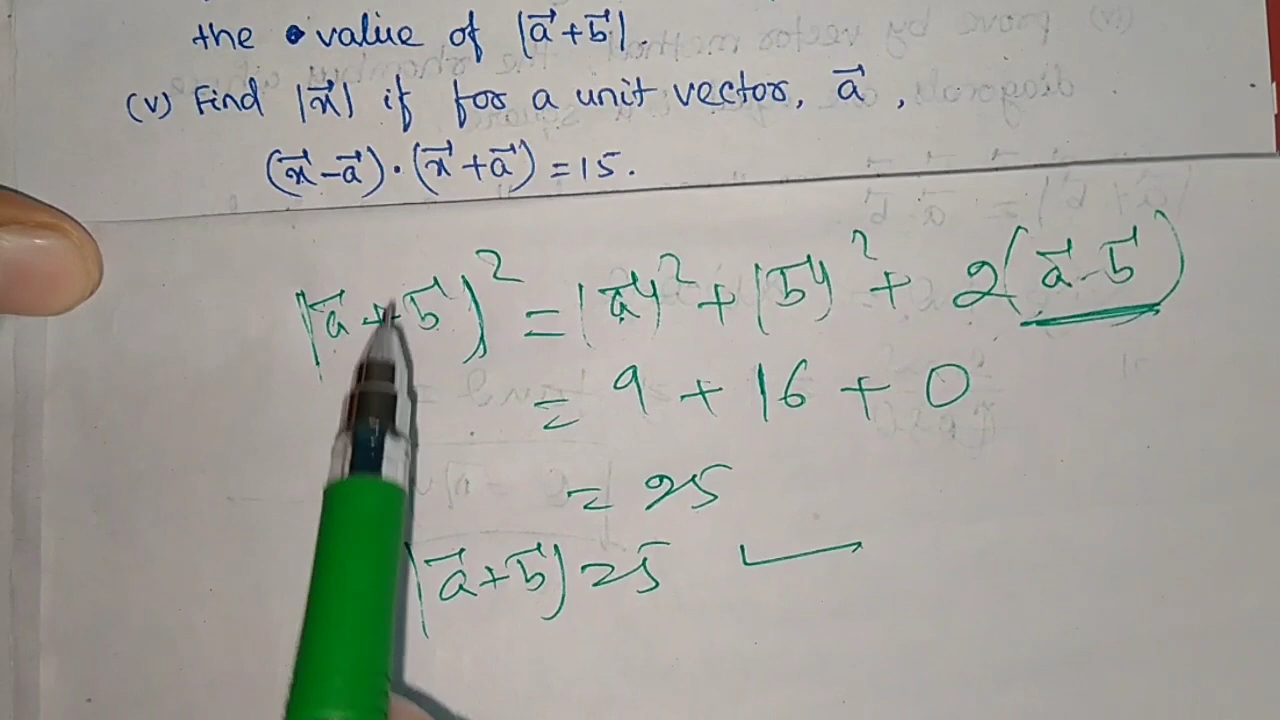 the value of |a⃗+b⃗|.
(v) Find |x⃗| if for a unit vector, a⃗,
(x⃗-a⃗)·(x⃗+a⃗)=15.
|a⃗+b⃗|² = |a⃗|²+|b⃗|²+2(a⃗·b⃗)
= 9+16+0
= 25
|a⃗+b⃗|=5